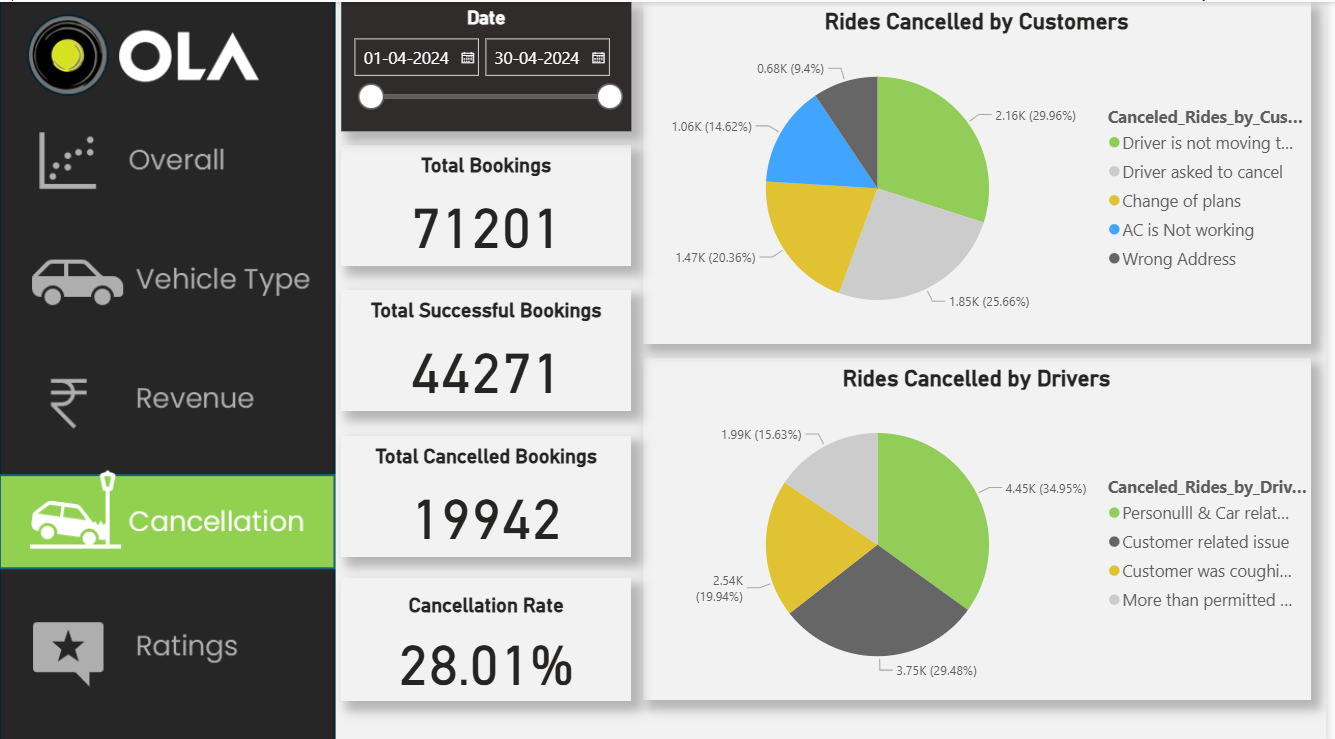 OLA
Overall
Vehicle Type
Revenue
Cancellation
Ratings
Date
01-04-2024
30-04-2024
Total Bookings
71201
Total Successful Bookings
44271
Total Cancelled Bookings
19942
Cancellation Rate
28.01%
Rides Cancelled by Customers
0.68K (9.4%)
2.16K (29.96%)
1.06K (14.62%)
1.47K (20.36%)
1.85K (25.66%)
Canceled_Rides_by_Cus...
Driver is not moving t...
Driver asked to cancel
Change of plans
AC is Not working
Wrong Address
Rides Cancelled by Drivers
1.99K (15.63%)
4.45K (34.95%)
2.54K
(19.94%)
3.75K (29.48%)
Canceled_Rides_by_Driv...
Personulll & Car relat...
Customer related issue
Customer was coughi...
More than permitted ...